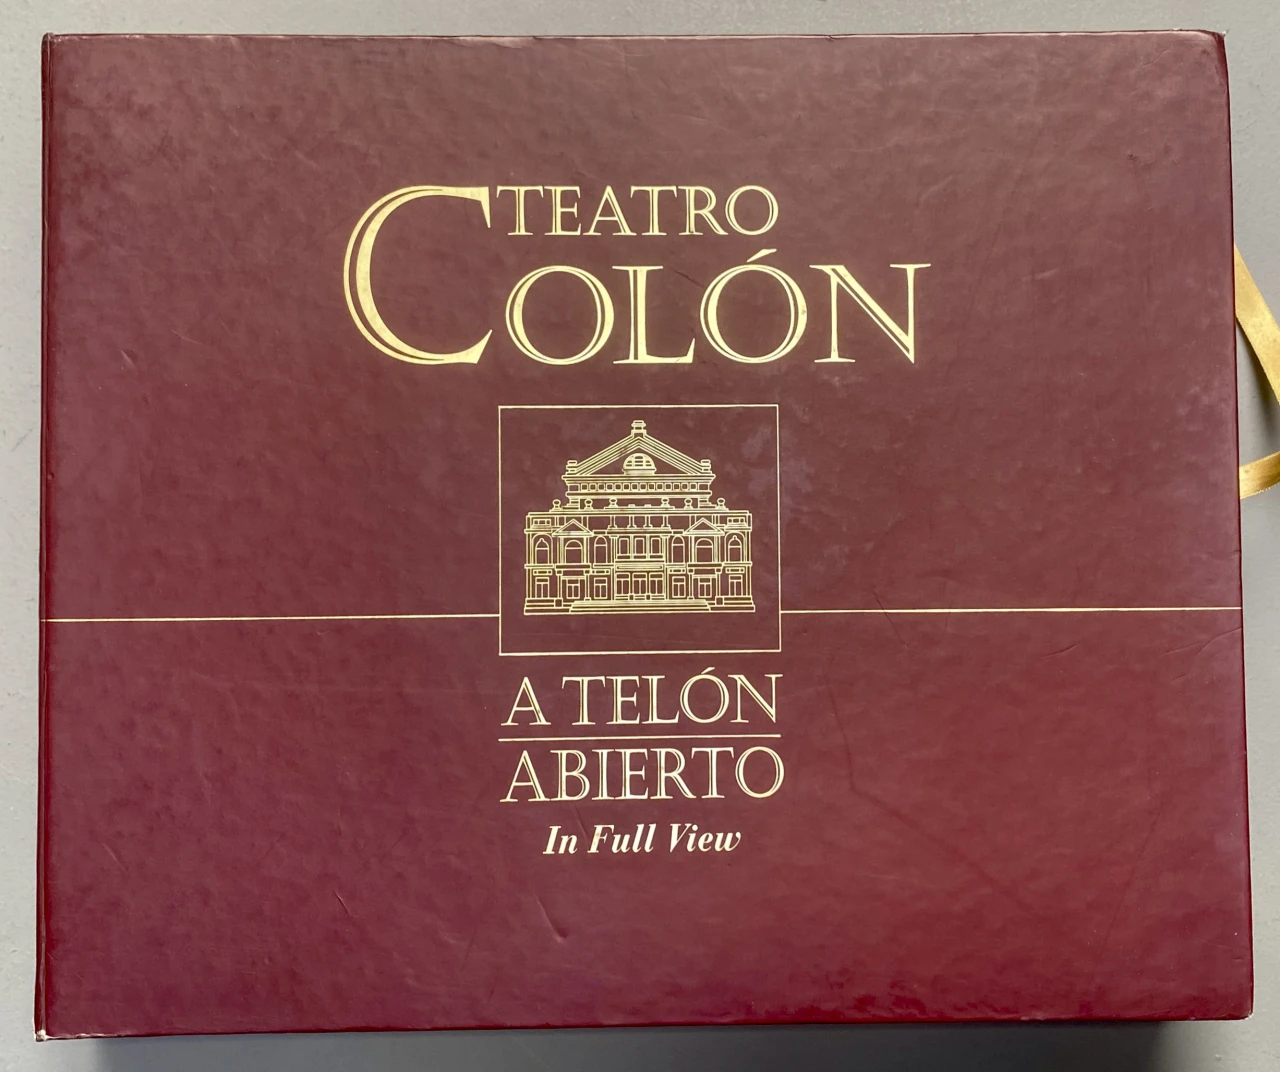 TEATRO
COLÓN
A TELÓN
ABIERTO
In Full View